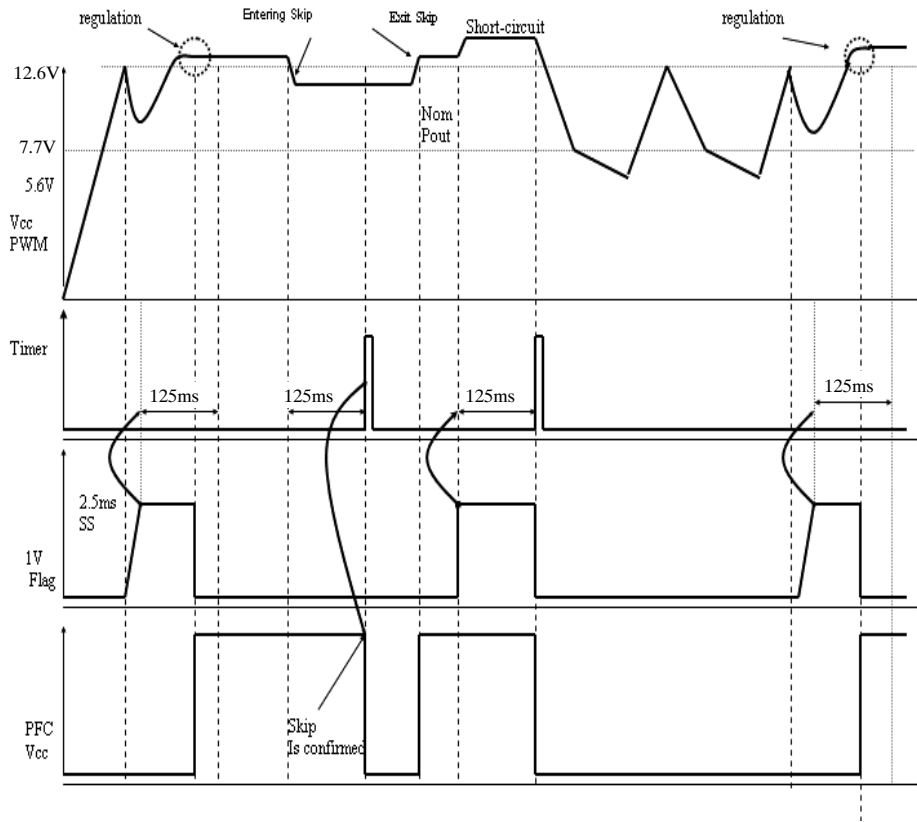 regulation
Entering Skip
Exit Skip
Short-circuit
regulation
12.6V
Nom
Pout
7.7V
5.6V
Vcc
PWM
Timer
125ms
125ms
125ms
125ms
2.5ms
SS
1V
Flag
Skip
Is confirmed
PFC
Vcc